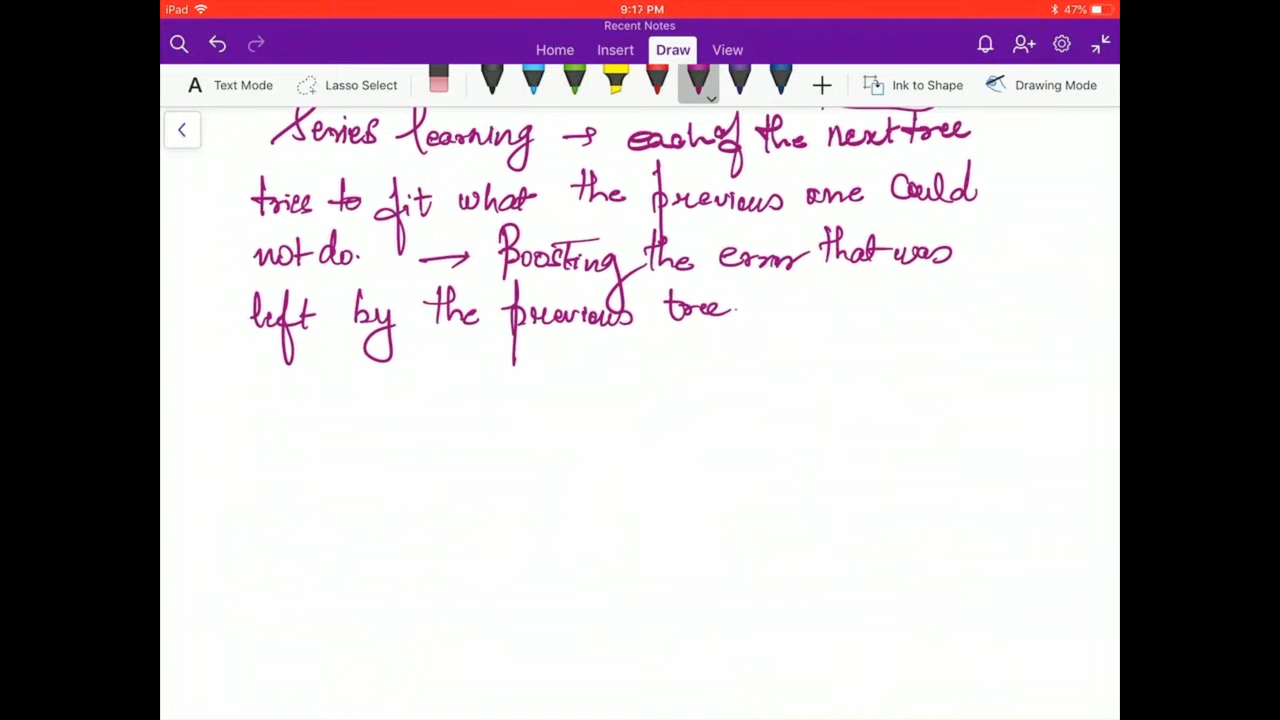 iPad 9:17 PM 47%
Recent Notes
Home Insert Draw View
A Text Mode Lasso Select Ink to Shape Drawing Mode
Series learning → each of the next tree
tries to fit what the previous one could
not do. → Boosting the error that was
left by the previous tree.